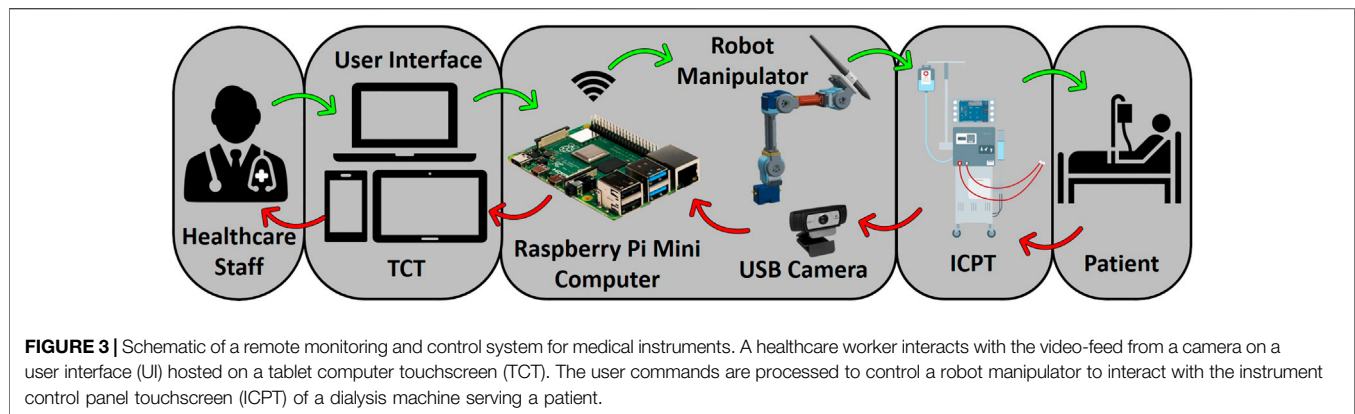 User Interface
Robot
Manipulator
Healthcare
Staff
TCT
Raspberry Pi Mini
Computer
USB Camera
ICPT
Patient
FIGURE 3 | Schematic of a remote monitoring and control system for medical instruments. A healthcare worker interacts with the video-feed from a camera on a
user interface (UI) hosted on a tablet computer touchscreen (TCT). The user commands are processed to control a robot manipulator to interact with the instrument
control panel touchscreen (ICPT) of a dialysis machine serving a patient.